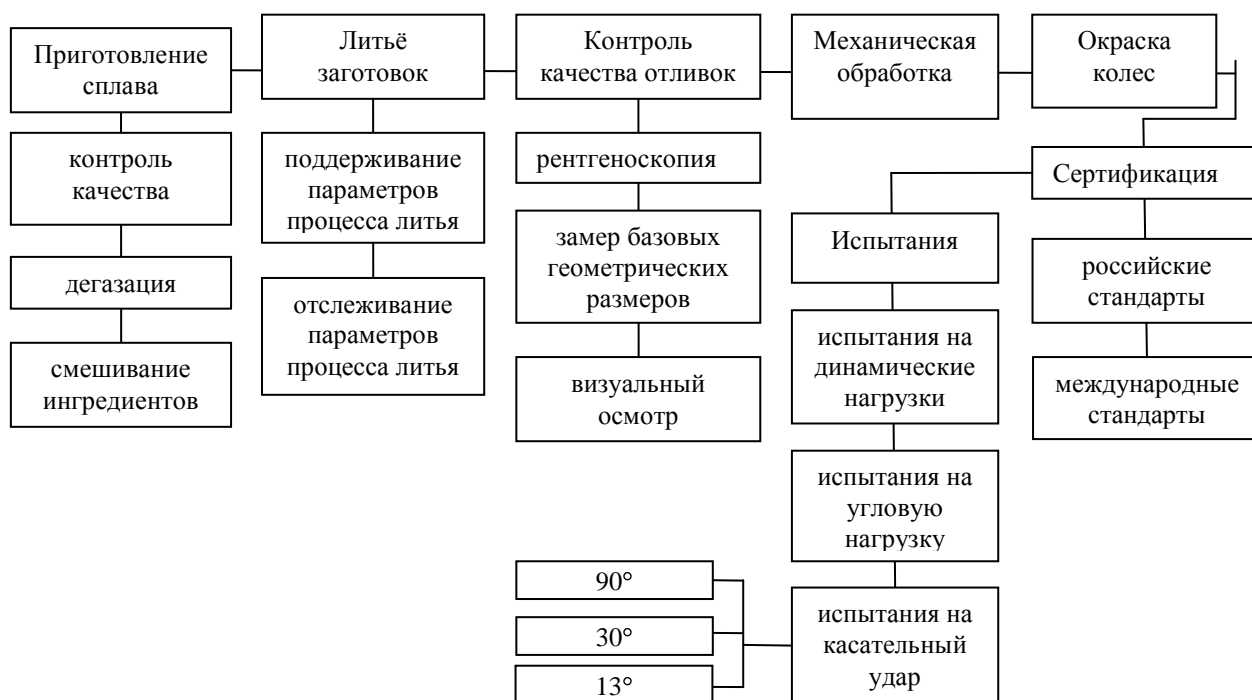 Приготовление
сплава
Литьё
заготовок
Контроль
качества отливок
Механическая
обработка
Окраска
колес
контроль
качества
дегазация
смешивание
ингредиентов
поддерживание
параметров
процесса литья
отслеживание
параметров
процесса литья
рентгеноскопия
замер базовых
геометрических
размеров
визуальный
осмотр
Сертификация
Испытания
испытания на
динамические
нагрузки
испытания на
угловую
нагрузку
испытания на
касательный
удар
90°
30°
13°
российские
стандарты
международные
стандарты